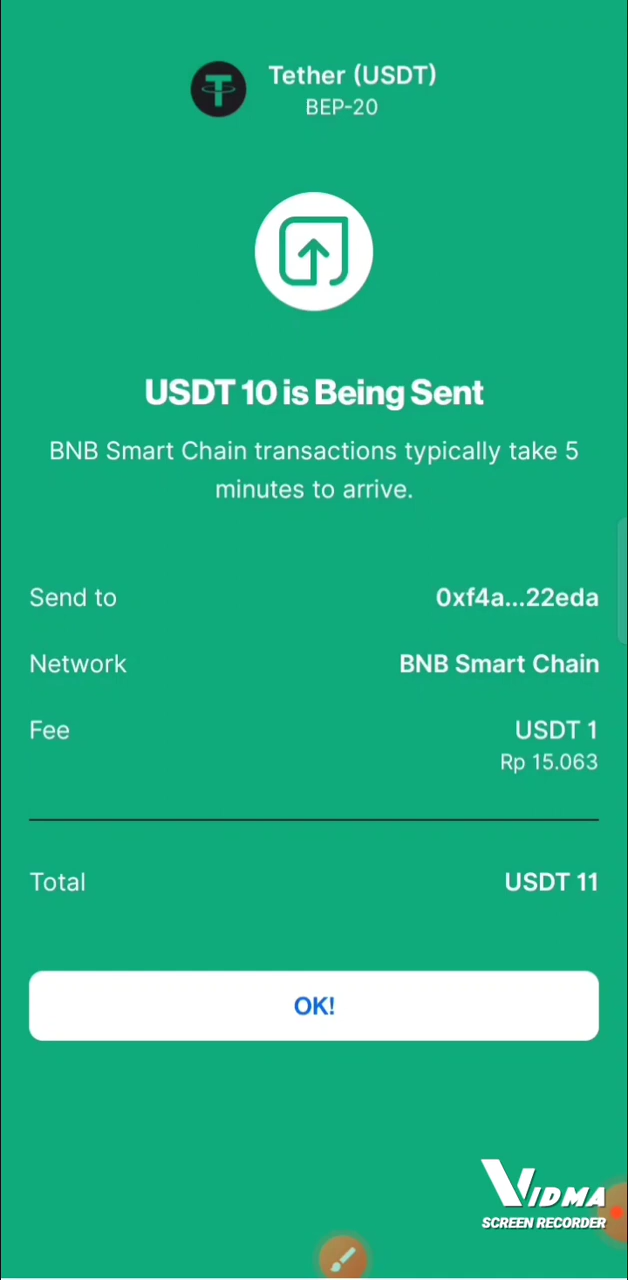 Tether (USDT)
BEP-20
USDT 10 is Being Sent
BNB Smart Chain transactions typically take 5
minutes to arrive.
Send to 0xf4a...22eda
Network BNB Smart Chain
Fee USDT 1
Rp 15.063
Total USDT 11
OK!
VIDMA
SCREEN RECORDER